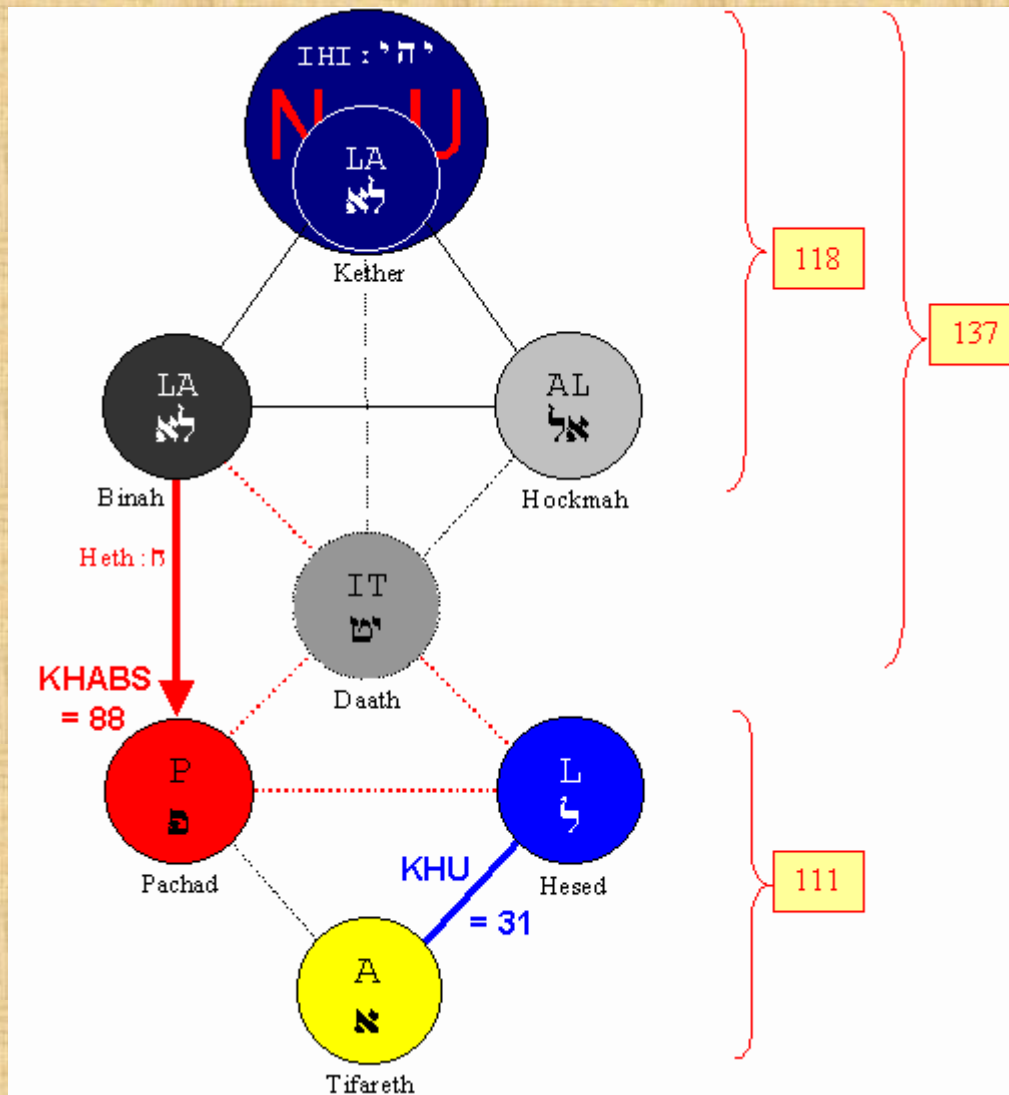 IHI : יהי
N U
LA
לא
Kether
118
137
LA
לא
Binah
AL
אל
Hockmah
Heth : ח
IT
יט
Daath
KHABS
= 88
P
פ
Pachad
L
ל
Hesed
KHU
= 31
111
A
א
Tifareth